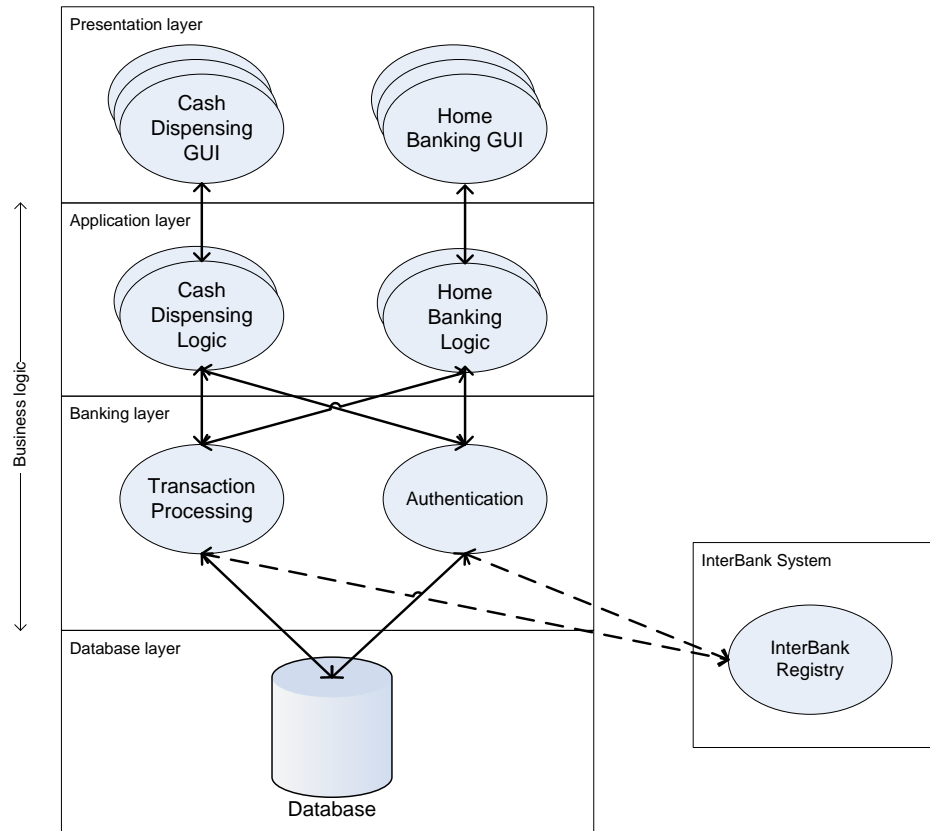 Presentation layer
Cash
Dispensing
GUI
Home
Banking GUI
Application layer
Cash
Dispensing
Logic
Home
Banking
Logic
Business logic
Banking layer
Transaction
Processing
Authentication
InterBank System
InterBank
Registry
Database layer
Database